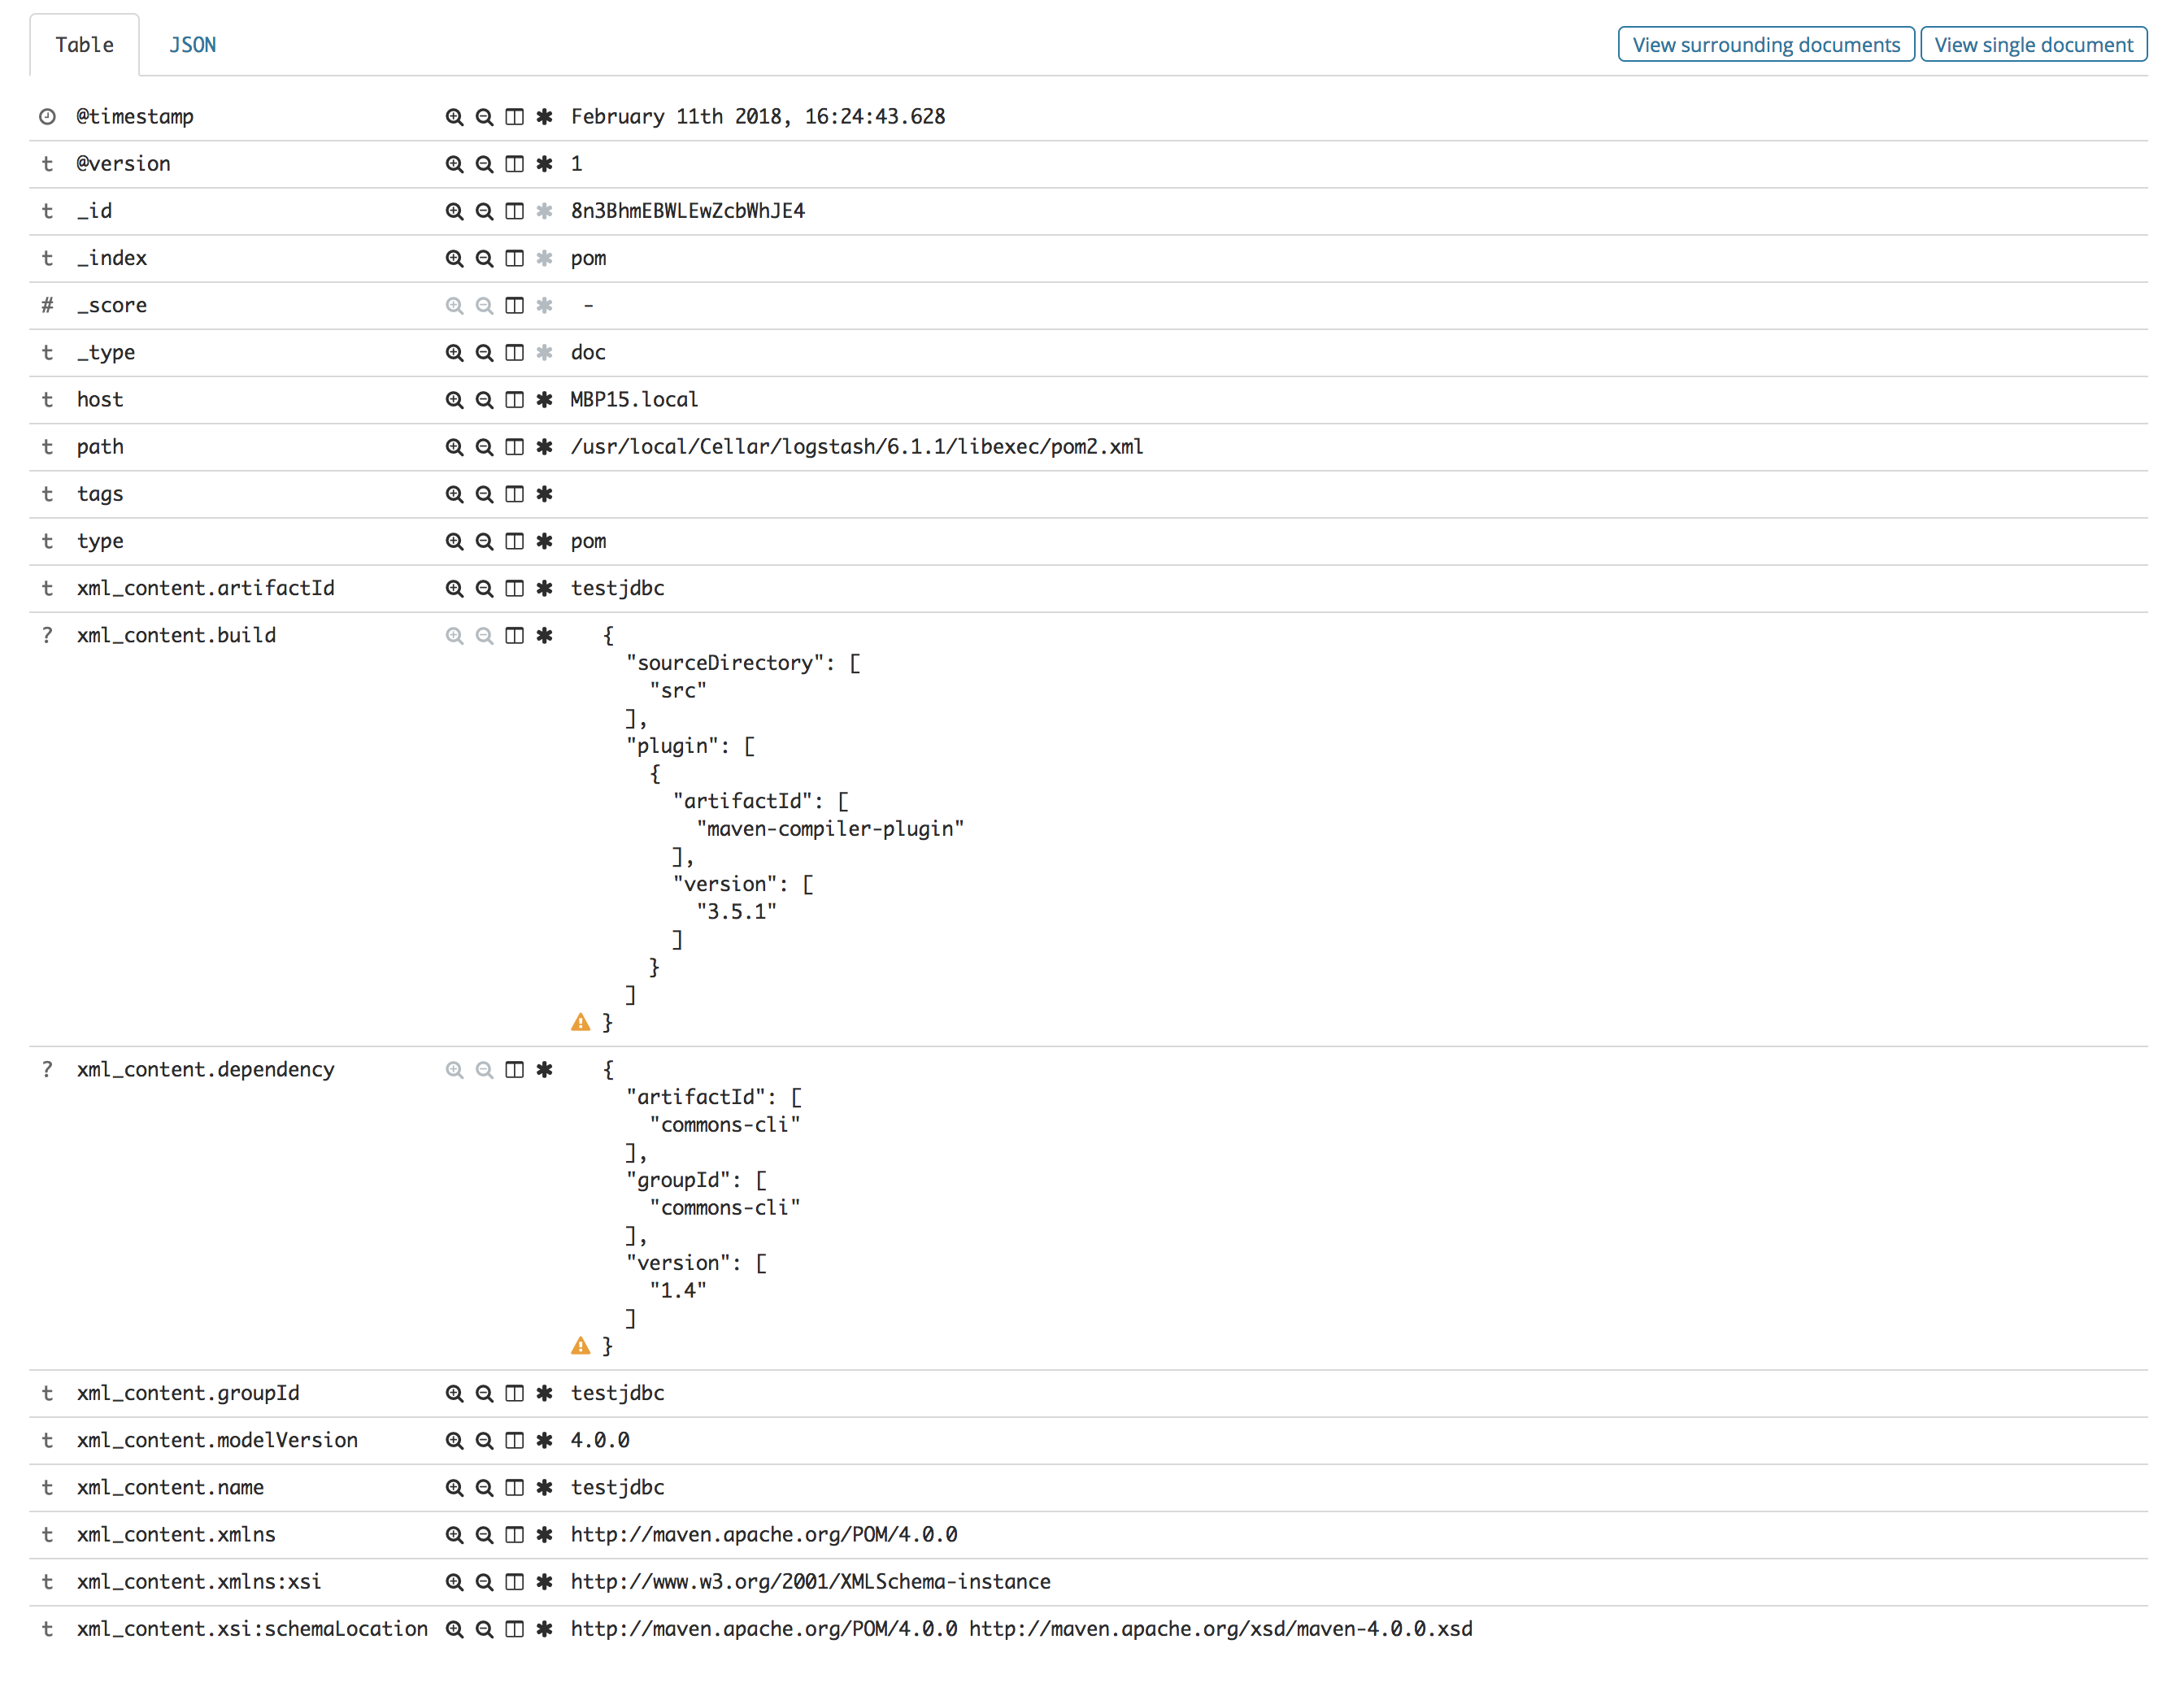 Table JSON View surrounding documents View single document
@timestamp February 11th 2018, 16:24:43.628
t @version 1
t _id 8n3BhmEBWLEwZcbWhJE4
t _index pom
# _score -
t _type doc
t host MBP15.local
t path /usr/local/Cellar/logstash/6.1.1/libexec/pom2.xml
t tags
t type pom
t xml_content.artifactId testjdbc
? xml_content.build {
"sourceDirectory": [
"src"
],
"plugin": [
{
"artifactId": [
"maven-compiler-plugin"
],
"version": [
"3.5.1"
]
}
]
}
? xml_content.dependency {
"artifactId": [
"commons-cli"
],
"groupId": [
"commons-cli"
],
"version": [
"1.4"
]
}
t xml_content.groupId testjdbc
t xml_content.modelVersion 4.0.0
t xml_content.name testjdbc
t xml_content.xmlns http://maven.apache.org/POM/4.0.0
t xml_content.xmlns:xsi http://www.w3.org/2001/XMLSchema-instance
t xml_content.xsi:schemaLocation http://maven.apache.org/POM/4.0.0 http://maven.apache.org/xsd/maven-4.0.0.xsd